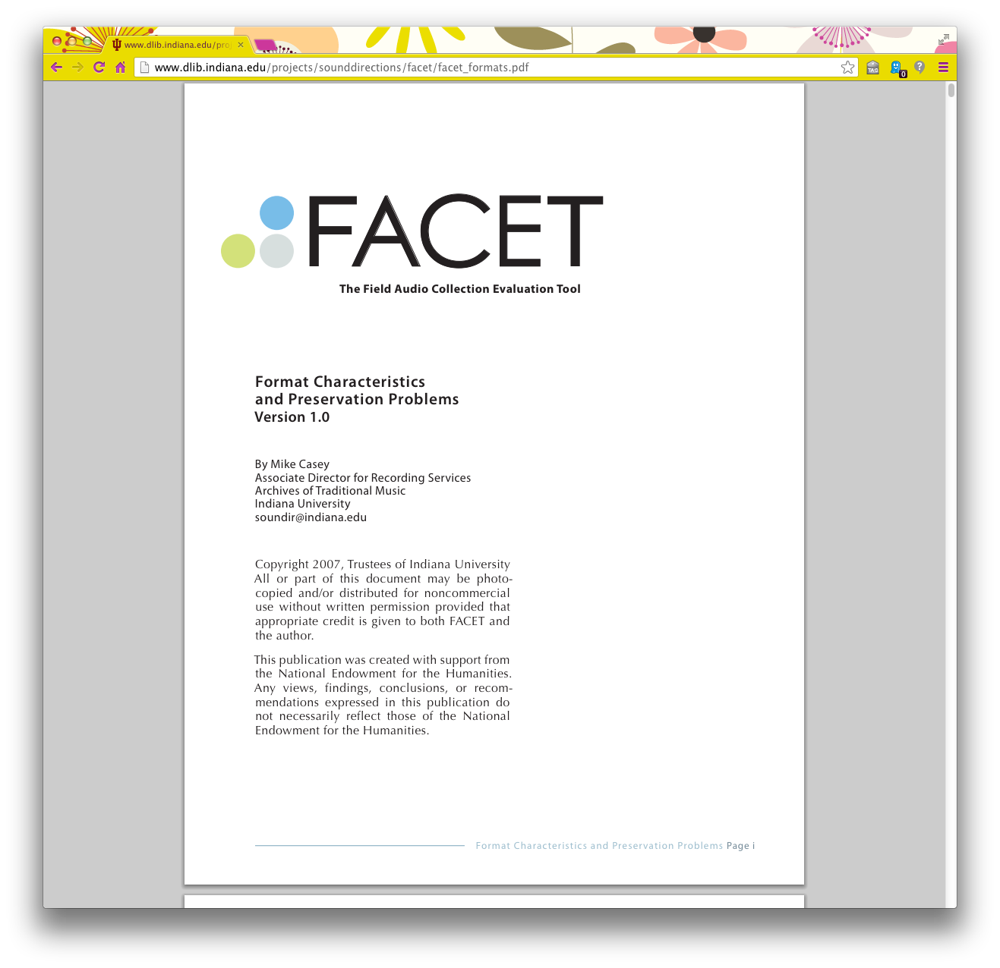 www.dlib.indiana.edu/pro
www.dlib.indiana.edu/projects/sounddirections/facet/facet_formats.pdf
TAG
0
?
FACET
The Field Audio Collection Evaluation Tool
Format Characteristics
and Preservation Problems
Version 1.0
By Mike Casey
Associate Director for Recording Services
Archives of Traditional Music
Indiana University
soundir@indiana.edu
Copyright 2007, Trustees of Indiana University
All or part of this document may be photo-
copied and/or distributed for noncommercial
use without written permission provided that
appropriate credit is given to both FACET and
the author.
This publication was created with support from
the National Endowment for the Humanities.
Any views, findings, conclusions, or recom-
mendations expressed in this publication do
not necessarily reflect those of the National
Endowment for the Humanities.
Format Characteristics and Preservation Problems Page i